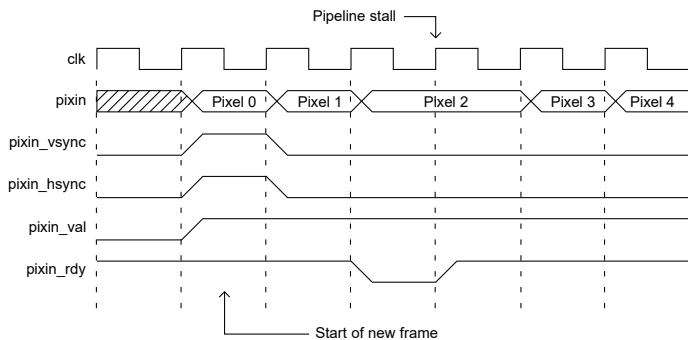 Pipeline stall
clk
pixin
Pixel 0
Pixel 1
PIxel 2
Pixel 3
Pixel 4
pixin_vsync
pixin_hsync
pixin_val
pixin_rdy
Start of new frame